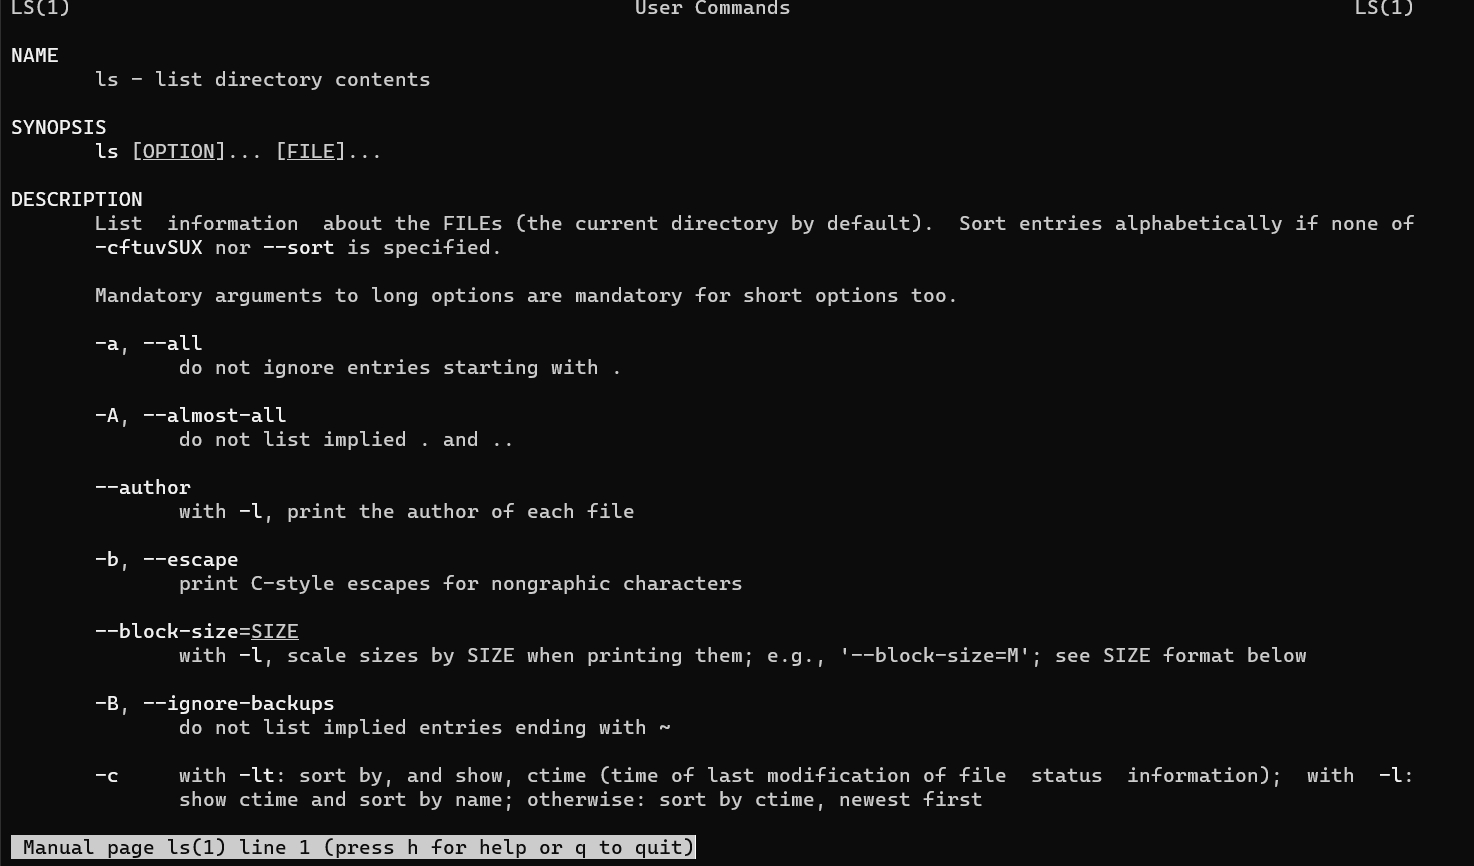 LS(1) User Commands LS(1)
NAME
ls - list directory contents
SYNOPSIS
ls [OPTION]... [FILE]...
DESCRIPTION
List information about the FILEs (the current directory by default). Sort entries alphabetically if none of
-cftuvSUX nor --sort is specified.
Mandatory arguments to long options are mandatory for short options too.
-a, --all
do not ignore entries starting with .
-A, --almost-all
do not list implied . and ..
--author
with -l, print the author of each file
-b, --escape
print C-style escapes for nongraphic characters
--block-size=SIZE
with -l, scale sizes by SIZE when printing them; e.g., '--block-size=M'; see SIZE format below
-B, --ignore-backups
do not list implied entries ending with ~
-c with -lt: sort by, and show, ctime (time of last modification of file status information); with -l:
show ctime and sort by name; otherwise: sort by ctime, newest first
Manual page ls(1) line 1 (press h for help or q to quit)